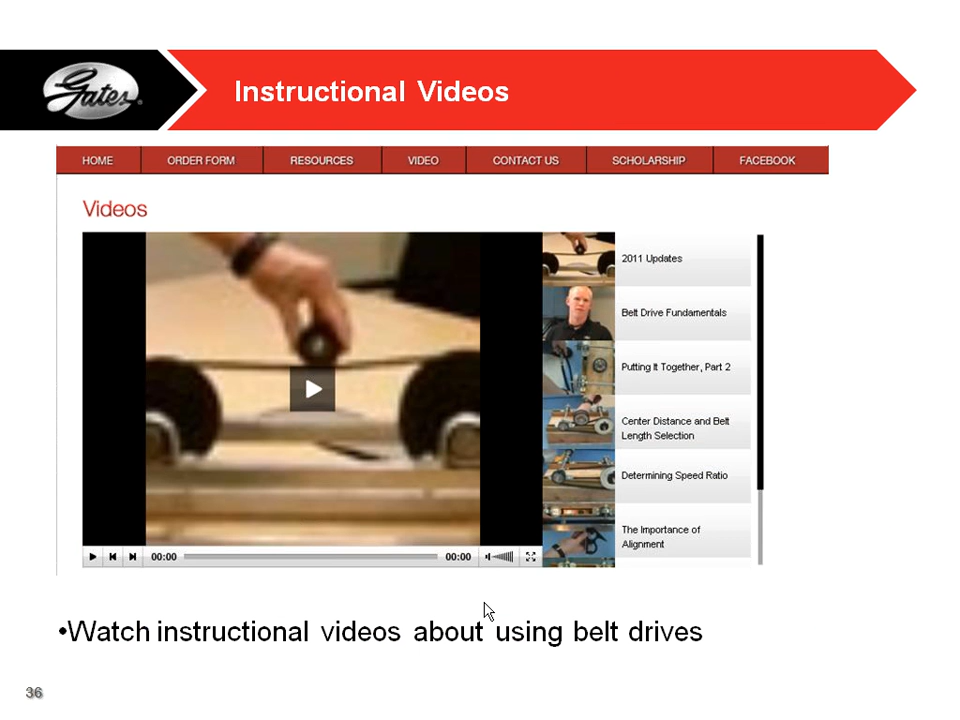 Gates
Instructional Videos
HOME
ORDER FORM
RESOURCES
VIDEO
CONTACT US
SCHOLARSHIP
FACEBOOK
Videos
2011 Updates
Belt Drive Fundamentals
Putting It Together, Part 2
Center Distance and Belt
Length Selection
Determining Speed Ratio
The Importance of
Alignment
00:00
00:00
•Watch instructional videos about using belt drives
36